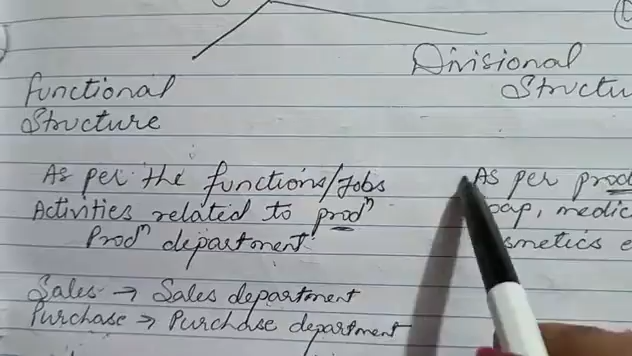 Functional
Structure
As per the functions/Jobs
Activities related to prodⁿ
Prodⁿ department.
Sales → Sales department
Purchase → Purchase department
Divisional
As per